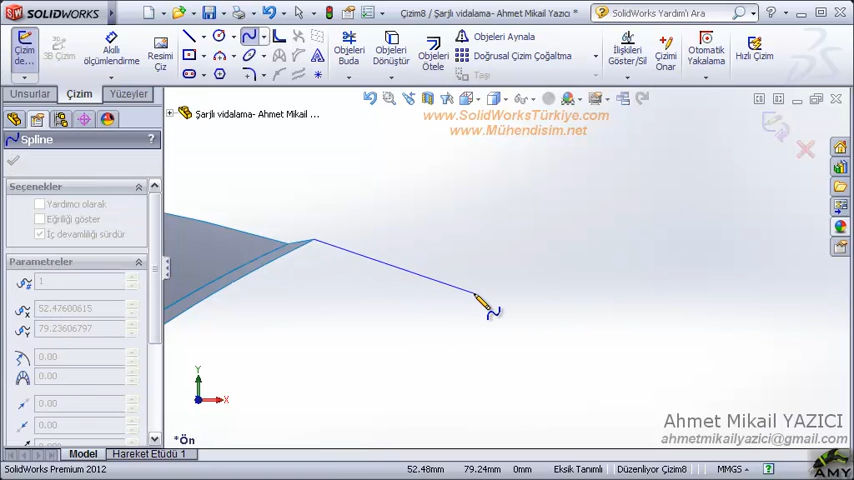 SOLIDWORKS
Çizim8 / Şarjlı vidalama- Ahmet Mikail Yazıcı *
SolidWorks Yardım'ı Ara
Çizim de...
3B Çizim
Akıllı ölçümlendirme
Resimi Çiz
Objeleri Buda
Objeleri Dönüştür
Objeleri Ötele
Objeleri Aynala
Doğrusal Çizim Çoğaltma
Taşı
İlişkileri Göster/Sil
Çizimi Onar
Otomatik Yakalama
Hızlı Çizim
Unsurlar
Çizim
Yüzeyler
Şarjlı vidalama- Ahmet Mikail ...
www.SolidWorksTürkiye.com
www.Mühendisim.net
Spline
?
Seçenekler
Yardımcı olarak
Eğriliği göster
İç devamlılığı sürdür
Parametreler
1
52.47600615
79.23606797
0.00
0.00
0.00
0.00
Y
X
*Ön
Ahmet Mikail YAZICI
ahmetmikailyazici@gmail.com
Model
Hareket Etüdü 1
SolidWorks Premium 2012
52.48mm
79.24mm
0mm
Eksik Tanımlı
Düzenliyor Çizim8
MMGS
AMY